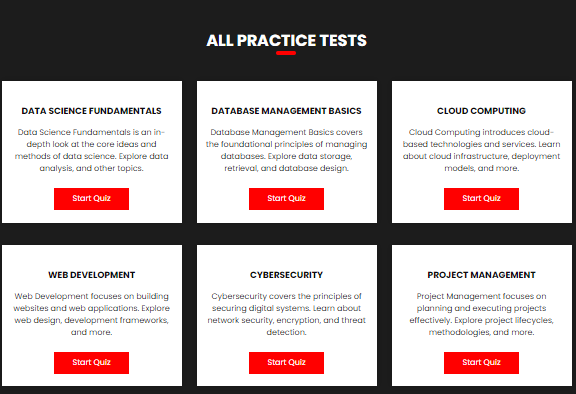 ALL PRACTICE TESTS
DATA SCIENCE FUNDAMENTALS
Data Science Fundamentals is an in-
depth look at the core ideas and
methods of data science. Explore data
analysis, and other topics.
Start Quiz
DATABASE MANAGEMENT BASICS
Database Management Basics covers
the foundational principles of managing
databases. Explore data storage,
retrieval, and database design.
Start Quiz
CLOUD COMPUTING
Cloud Computing introduces cloud-
based technologies and services. Learn
about cloud infrastructure, deployment
models, and more.
Start Quiz
WEB DEVELOPMENT
Web Development focuses on building
websites and web applications. Explore
web design, development frameworks,
and more.
Start Quiz
CYBERSECURITY
Cybersecurity covers the principles of
securing digital systems. Learn about
network security, encryption, and threat
detection.
Start Quiz
PROJECT MANAGEMENT
Project Management focuses on
planning and executing projects
effectively. Explore project lifecycles,
methodologies, and more.
Start Quiz